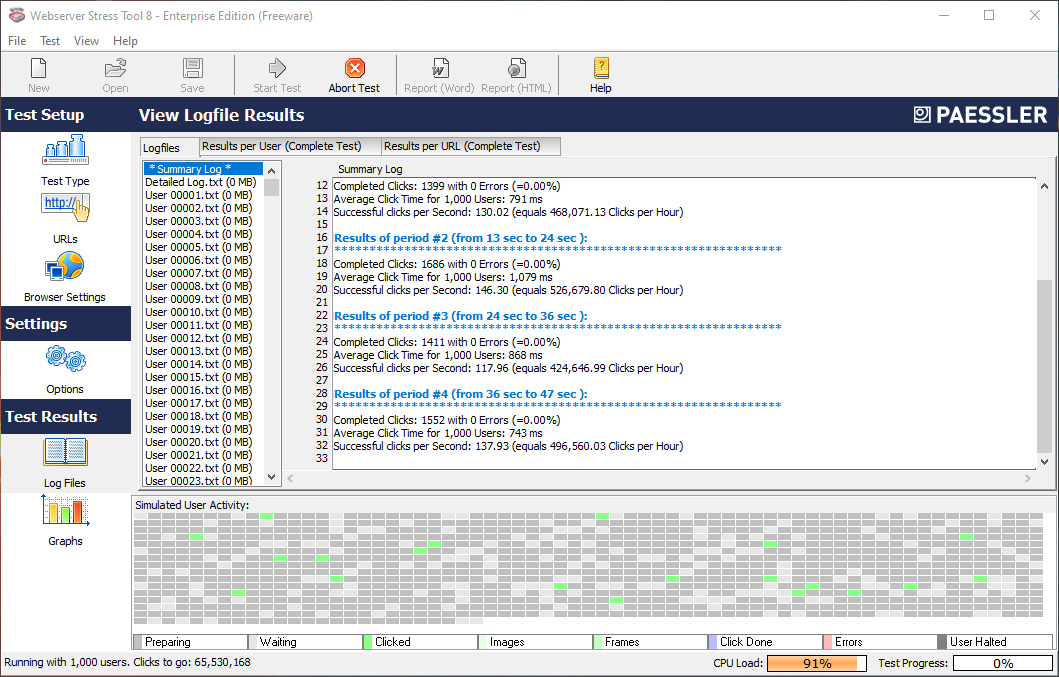 Webserver Stress Tool 8 - Enterprise Edition (Freeware)
File Test View Help
New Open Save Start Test Abort Test Report (Word) Report (HTML) Help
Test Setup
View Logfile Results
PAESSLER
Test Type
http://
URLs
Browser Settings
Settings
Options
Test Results
Log Files
Graphs
Logfiles Results per User (Complete Test) Results per URL (Complete Test)
* Summary Log *
Detailed Log.txt (0 MB)
User 00001.txt (0 MB)
User 00002.txt (0 MB)
User 00003.txt (0 MB)
User 00004.txt (0 MB)
User 00005.txt (0 MB)
User 00006.txt (0 MB)
User 00007.txt (0 MB)
User 00008.txt (0 MB)
User 00009.txt (0 MB)
User 00010.txt (0 MB)
User 00011.txt (0 MB)
User 00012.txt (0 MB)
User 00013.txt (0 MB)
User 00014.txt (0 MB)
User 00015.txt (0 MB)
User 00016.txt (0 MB)
User 00017.txt (0 MB)
User 00018.txt (0 MB)
User 00019.txt (0 MB)
User 00020.txt (0 MB)
User 00021.txt (0 MB)
User 00022.txt (0 MB)
User 00023.txt (0 MB)
Summary Log
12 Completed Clicks: 1399 with 0 Errors (=0.00%)
13 Average Click Time for 1,000 Users: 791 ms
14 Successful clicks per Second: 130.02 (equals 468,071.13 Clicks per Hour)
15
16 Results of period #2 (from 13 sec to 24 sec ):
17 ****************************************************************
18 Completed Clicks: 1686 with 0 Errors (=0.00%)
19 Average Click Time for 1,000 Users: 1,079 ms
20 Successful clicks per Second: 146.30 (equals 526,679.80 Clicks per Hour)
21
22 Results of period #3 (from 24 sec to 36 sec ):
23 ****************************************************************
24 Completed Clicks: 1411 with 0 Errors (=0.00%)
25 Average Click Time for 1,000 Users: 868 ms
26 Successful clicks per Second: 117.96 (equals 424,646.99 Clicks per Hour)
27
28 Results of period #4 (from 36 sec to 47 sec ):
29 ****************************************************************
30 Completed Clicks: 1552 with 0 Errors (=0.00%)
31 Average Click Time for 1,000 Users: 743 ms
32 Successful clicks per Second: 137.93 (equals 496,560.03 Clicks per Hour)
33
Simulated User Activity:
Preparing Waiting Clicked Images Frames Click Done Errors User Halted
Running with 1,000 users. Clicks to go: 65,530,168
CPU Load: 91% Test Progress: 0%